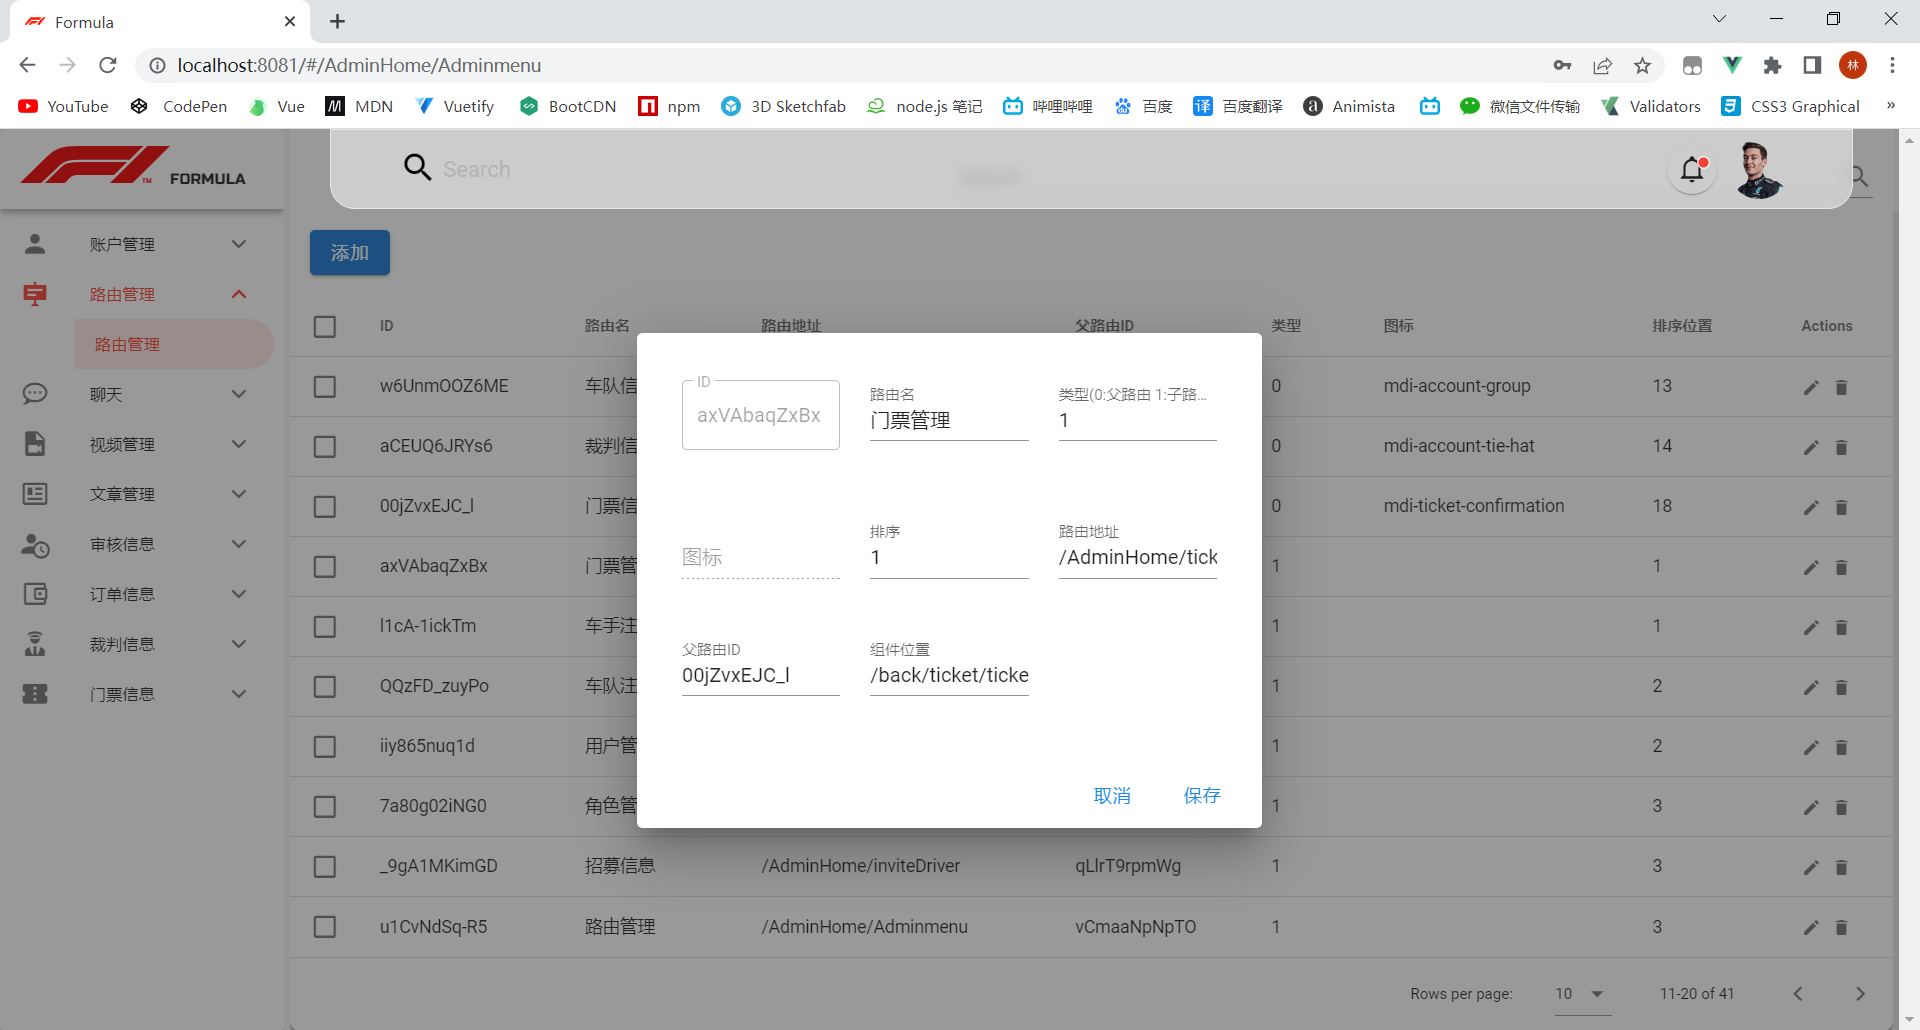 Formula
localhost:8081/#/AdminHome/Adminmenu
林
YouTube CodePen Vue MDN Vuetify BootCDN npm 3D Sketchfab node.js 笔记 哔哩哔哩 百度 译 百度翻译 Animista 微信文件传输 Validators CSS3 Graphical »
TM FORMULA
Search
账户管理
路由管理
路由管理
聊天
视频管理
文章管理
审核信息
订单信息
裁判信息
门票信息
添加
ID 路由名 路由地址 父路由ID 类型 图标 排序位置 Actions
w6UnmOOZ6ME 车队信 0 mdi-account-group 13
aCEUQ6JRYs6 裁判信 0 mdi-account-tie-hat 14
00jZvxEJC_l 门票信 0 mdi-ticket-confirmation 18
axVAbaqZxBx 门票管 1 1
l1cA-1ickTm 车手注 1 1
QQzFD_zuyPo 车队注 1 2
iiy865nuq1d 用户管 1 2
7a80g02iNG0 角色管 1 3
_9gA1MKimGD 招募信息 /AdminHome/inviteDriver qLlrT9rpmWg 1 3
u1CvNdSq-R5 路由管理 /AdminHome/Adminmenu vCmaaNpNpTO 1 3
Rows per page: 10 11-20 of 41
ID
axVAbaqZxBx
路由名
门票管理
类型(0:父路由 1:子路...
1
图标
排序
1
路由地址
/AdminHome/tick
父路由ID
00jZvxEJC_l
组件位置
/back/ticket/ticke
取消 保存